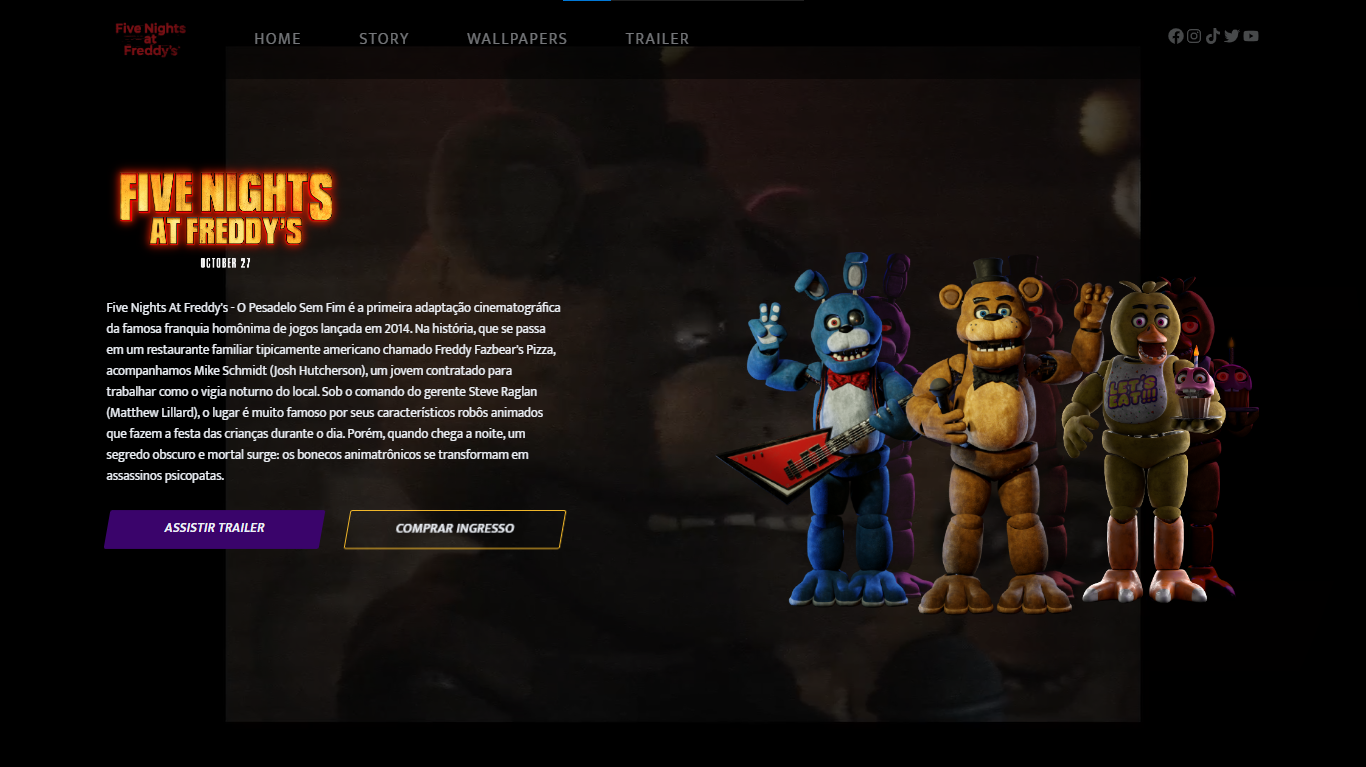 Five Nights
at
Freddy's
HOME
STORY
WALLPAPERS
TRAILER
FIVE NIGHTS
AT FREDDY'S
OCTOBER 27
Five Nights At Freddy's - O Pesadelo Sem Fim é a primeira adaptação cinematográfica
da famosa franquia homônima de jogos lançada em 2014. Na história, que se passa
em um restaurante familiar tipicamente americano chamado Freddy Fazbear's Pizza,
acompanhamos Mike Schmidt (Josh Hutcherson), um jovem contratado para
trabalhar como o vigia noturno do local. Sob o comando do gerente Steve Raglan
(Matthew Lillard), o lugar é muito famoso por seus característicos robôs animados
que fazem a festa das crianças durante o dia. Porém, quando chega a noite, um
segredo obscuro e mortal surge: os bonecos animatrônicos se transformam em
assassinos psicopatas.
ASSISTIR TRAILER
COMPRAR INGRESSO
LET'S
EAT!!!